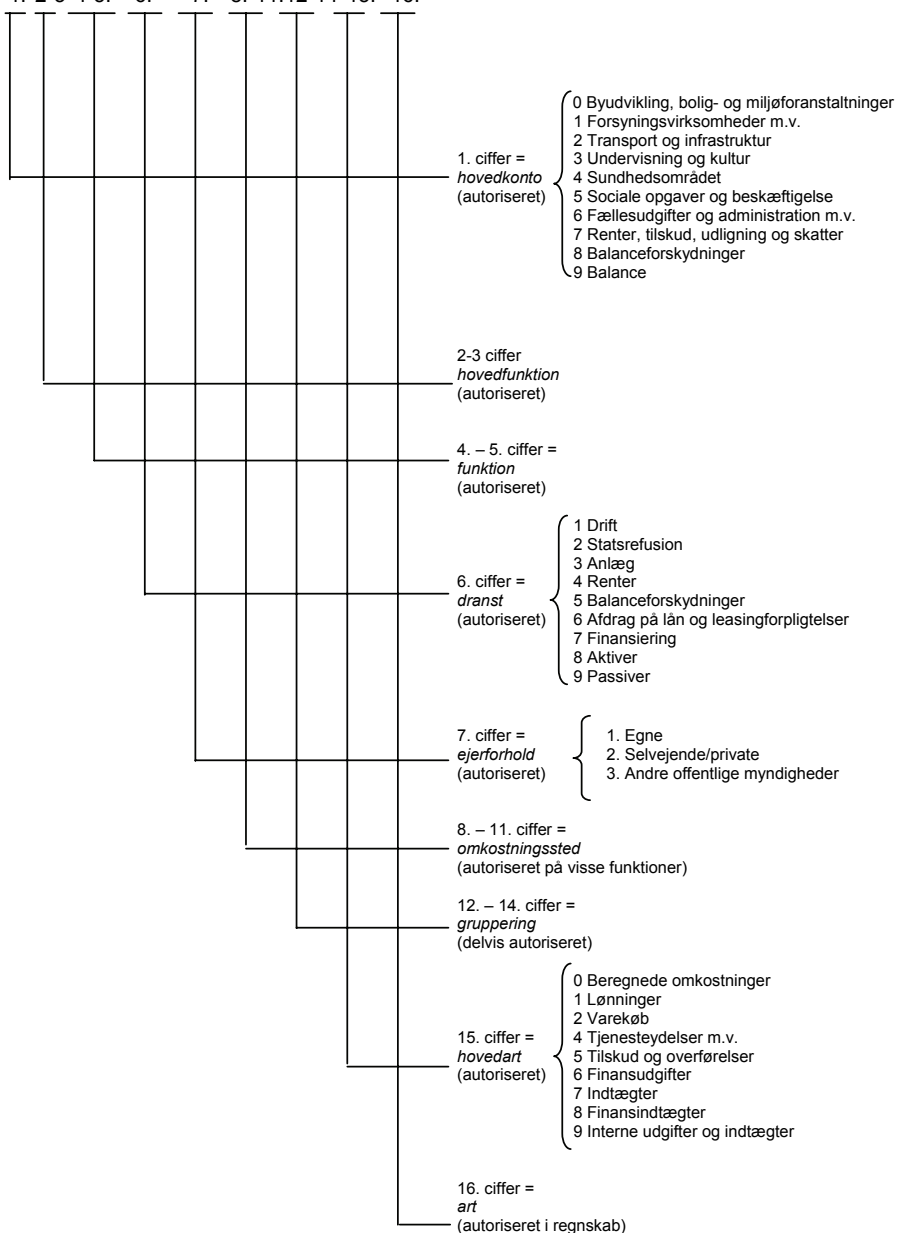 1. ciffer =
hovedkonto
(autoriseret)
0 Byudvikling, bolig- og miljøforanstaltninger
1 Forsyningsvirksomheder m.v.
2 Transport og infrastruktur
3 Undervisning og kultur
4 Sundhedsområdet
5 Sociale opgaver og beskæftigelse
6 Fællesudgifter og administration m.v.
7 Renter, tilskud, udligning og skatter
8 Balanceforskydninger
9 Balance
2-3 ciffer
hovedfunktion
(autoriseret)
4. – 5. ciffer =
funktion
(autoriseret)
6. ciffer =
dranst
(autoriseret)
1 Drift
2 Statsrefusion
3 Anlæg
4 Renter
5 Balanceforskydninger
6 Afdrag på lån og leasingforpligtelser
7 Finansiering
8 Aktiver
9 Passiver
7. ciffer =
ejerforhold
(autoriseret)
1. Egne
2. Selvejende/private
3. Andre offentlige myndigheder
8. – 11. ciffer =
omkostningssted
(autoriseret på visse funktioner)
12. – 14. ciffer =
gruppering
(delvis autoriseret)
15. ciffer =
hovedart
(autoriseret)
0 Beregnede omkostninger
1 Lønninger
2 Varekøb
4 Tjenesteydelser m.v.
5 Tilskud og overførelser
6 Finansudgifter
7 Indtægter
8 Finansindtægter
9 Interne udgifter og indtægter
16. ciffer =
art
(autoriseret i regnskab)